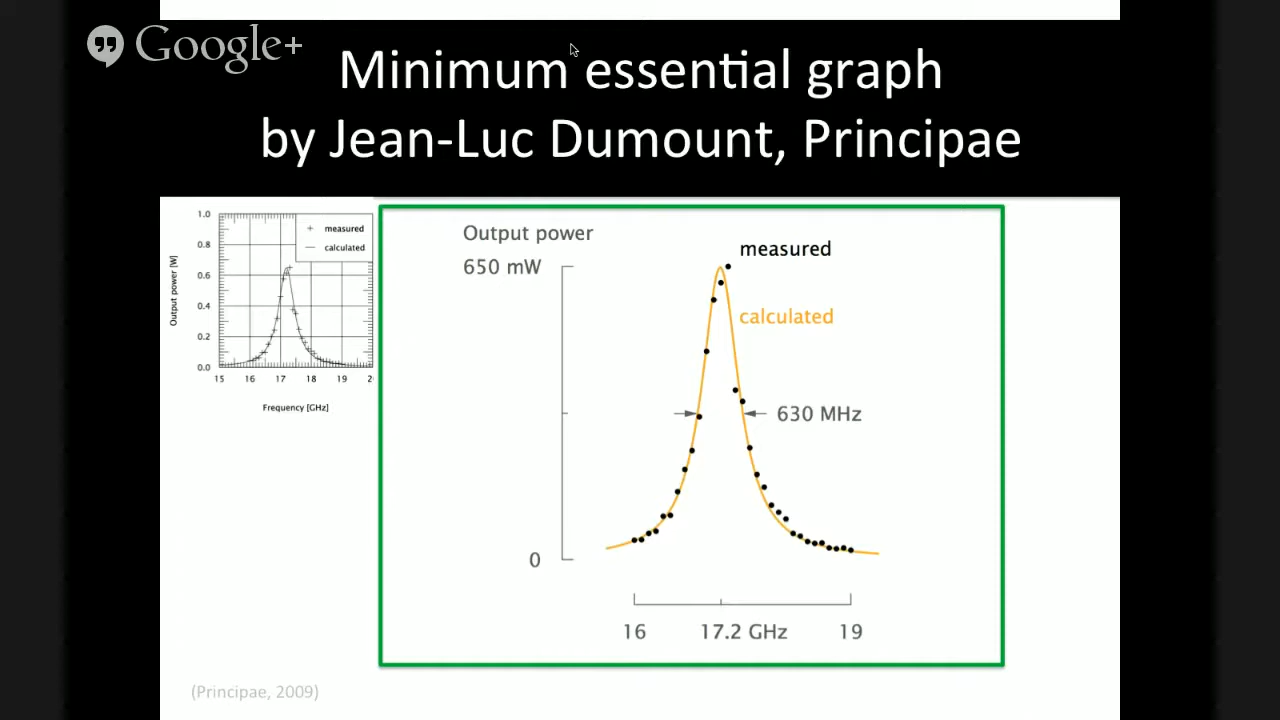 Google+
Minimum essential graph
by Jean-Luc Dumount, Principae
1.0
0.8
0.6
0.4
0.2
0.0
Output power [W]
measured
calculated
15 16 17 18 19 2
Frequency [GHz]
Output power
650 mW
measured
calculated
630 MHz
0
16 17.2 GHz 19
(Principae, 2009)